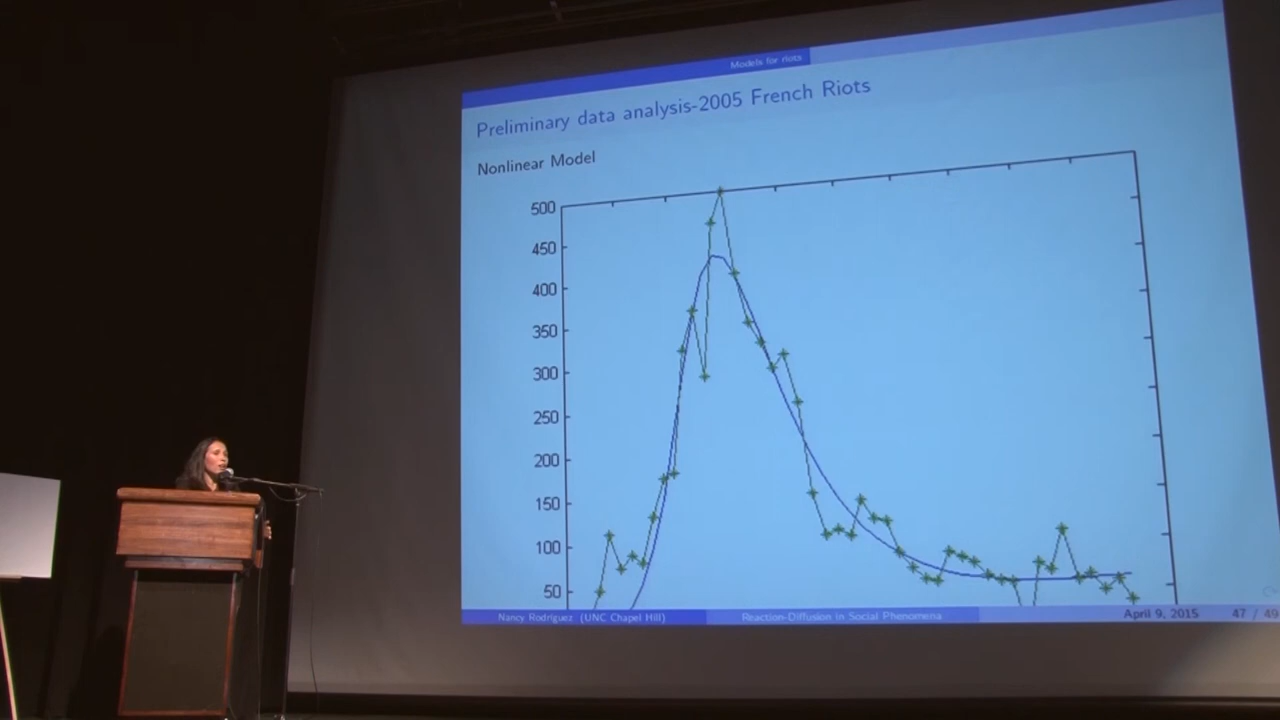 Models for riots
Preliminary data analysis-2005 French Riots
Nonlinear Model
500
450
400
350
300
250
200
150
100
50
Nancy Rodriguez (UNC Chapel Hill)
Reaction-Diffusion in Social Phenomena
April 9, 2015
47 / 49